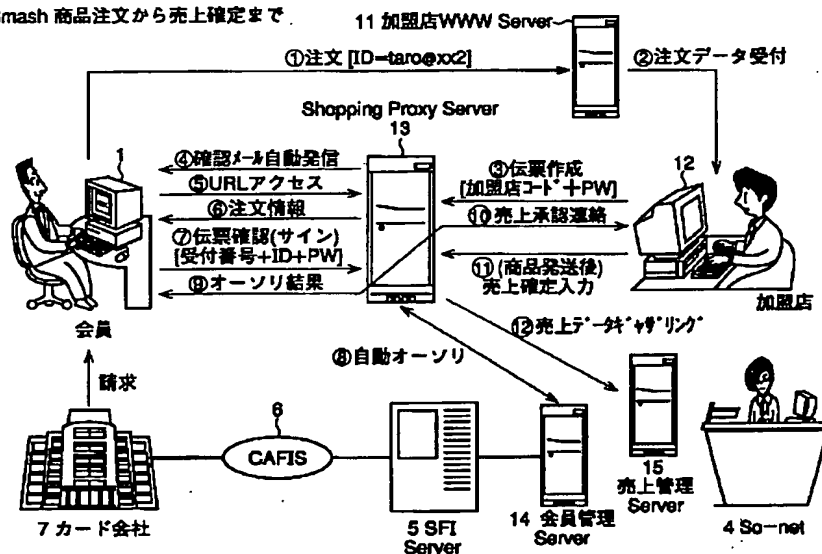 mash 商品注文から売上確定まで
11 加盟店WWW Server
①注文 [ID=taro@xx2]
②注文データ受付
Shopping Proxy Server
13
1
④確認メール自動発信
⑤URLアクセス
⑥注文情報
⑦伝票確認(サイン)
[受付番号+ID+PW]
⑨オーソリ結果
会員
③伝票作成
[加盟店コード+PW]
12
⑩売上承認連絡
⑪(商品発送後)
売上確定入力
加盟店
⑫売上データギャザリング
⑧自動オーソリ
請求
6
CAFIS
7 カード会社
5 SFI
Server
14 会員管理
Server
15
売上管理
Server
4 So-net